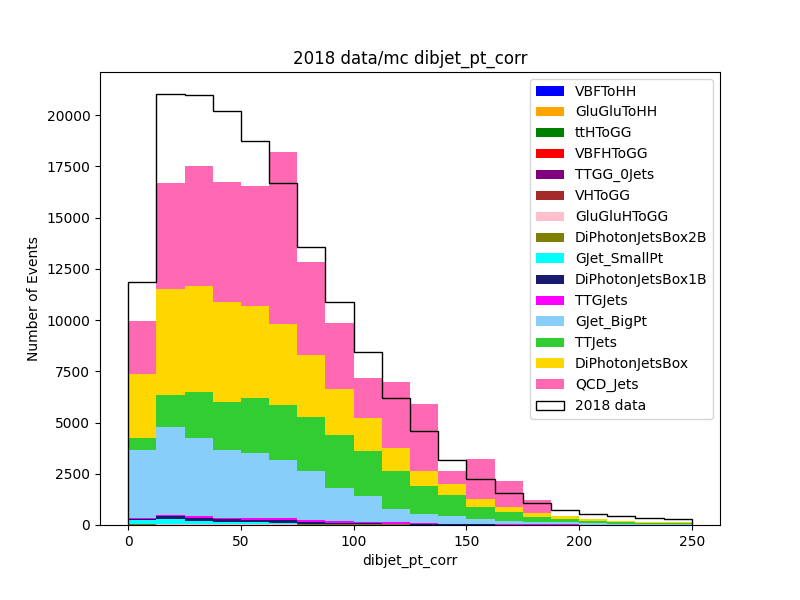 2018 data/mc dibjet_pt_corr
Number of Events
20000
17500
15000
12500
10000
7500
5000
2500
0
0
50
100
150
200
250
dibjet_pt_corr
VBFToHH
GluGluToHH
ttHToGG
VBFHToGG
TTGG_0Jets
VHToGG
GluGluHToGG
DiPhotonJetsBox2B
GJet_SmallPt
DiPhotonJetsBox1B
TTGJets
GJet_BigPt
TTJets
DiPhotonJetsBox
QCD_Jets
2018 data